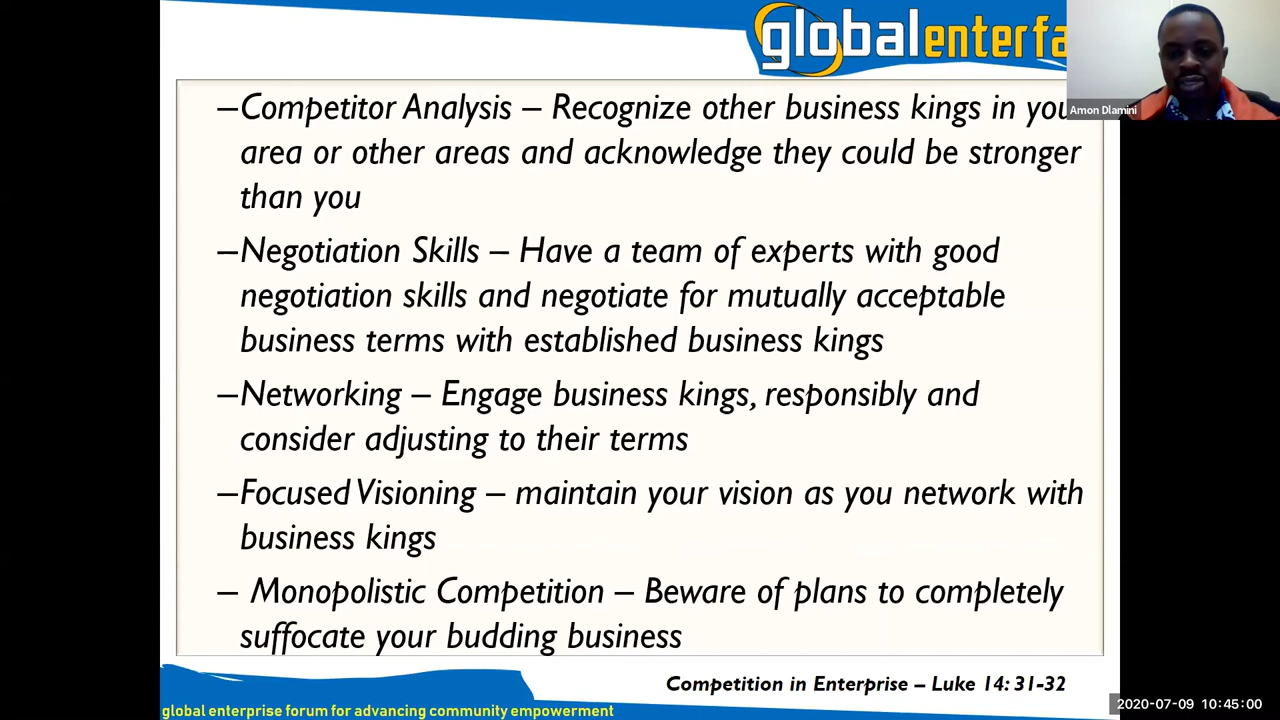 globalenterfa
Amon Dlamini
–Competitor Analysis – Recognize other business kings in you
area or other areas and acknowledge they could be stronger
than you
–Negotiation Skills – Have a team of experts with good
negotiation skills and negotiate for mutually acceptable
business terms with established business kings
–Networking – Engage business kings, responsibly and
consider adjusting to their terms
–Focused Visioning – maintain your vision as you network with
business kings
– Monopolistic Competition – Beware of plans to completely
suffocate your budding business
Competition in Enterprise – Luke 14: 31-32
global enterprise forum for advancing community empowerment
2020-07-09 10:45:00